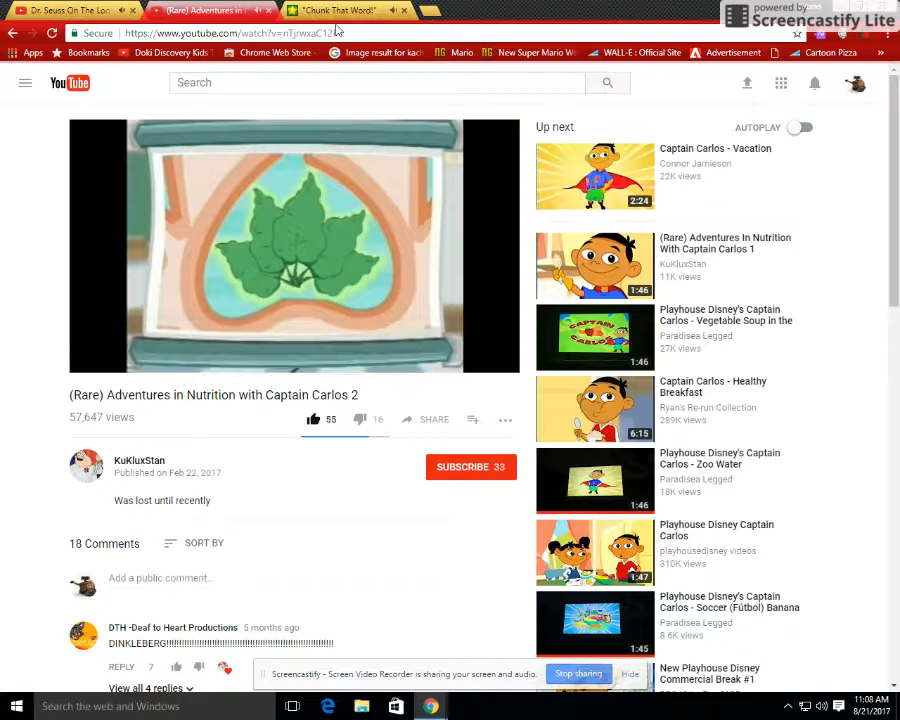 Dr. Seuss On The Loo
(Rare) Adventures in
"Chunk That Word!"
powered by
Screencastify Lite
Secure
https://www.youtube.com/watch?v=nTjrwxaC12
Apps
Bookmarks
Doki Discovery Kids
Chrome Web Store
Image result for kach
Mario
New Super Mario Wo
WALL-E : Official Site
Advertisement
Cartoon Pizza
YouTube
Search
Up next
AUTOPLAY
Captain Carlos - Vacation
Connor Jamieson
22K views
2:24
(Rare) Adventures In Nutrition
With Captain Carlos 1
KuKluxStan
11K views
1:46
Playhouse Disney's Captain
Carlos - Vegetable Soup in the
Paradisea Legged
27K views
CAPTAIN
CARLOS
1:46
(Rare) Adventures in Nutrition with Captain Carlos 2
57,647 views
55
16
SHARE
Captain Carlos - Healthy
Breakfast
Ryan's Re-run Collection
289K views
6:15
KuKluxStan
Published on Feb 22, 2017
SUBSCRIBE 33
Was lost until recently
Playhouse Disney's Captain
Carlos - Zoo Water
Paradisea Legged
18K views
1:46
18 Comments
SORT BY
Add a public comment...
Playhouse Disney Captain
Carlos
playhousedisney videos
310K views
1:47
DTH -Deaf to Heart Productions 5 months ago
DINKLEBERG!!!!!!!!!!!!!!!!!!!!!!!!!!!!!!!!!!!!!!!!!!!!!!!!!!!!!!!!
REPLY 7
View all 4 replies
Playhouse Disney's Captain
Carlos - Soccer (Fútbol) Banana
Paradisea Legged
8.6K views
1:45
New Playhouse Disney
Commercial Break #1
Screencastify - Screen Video Recorder is sharing your screen and audio.
Stop sharing
Hide
Search the web and Windows
11:08 AM
8/21/2017